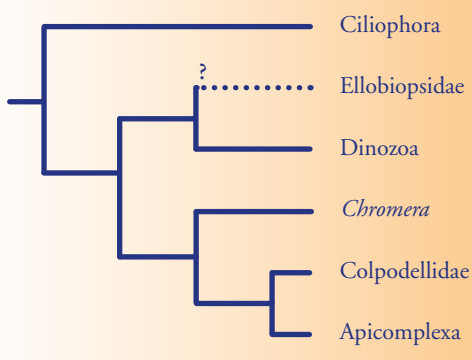 Ciliophora
?
Ellobiopsidae
Dinozoa
Chromera
Colpodellidae
Apicomplexa